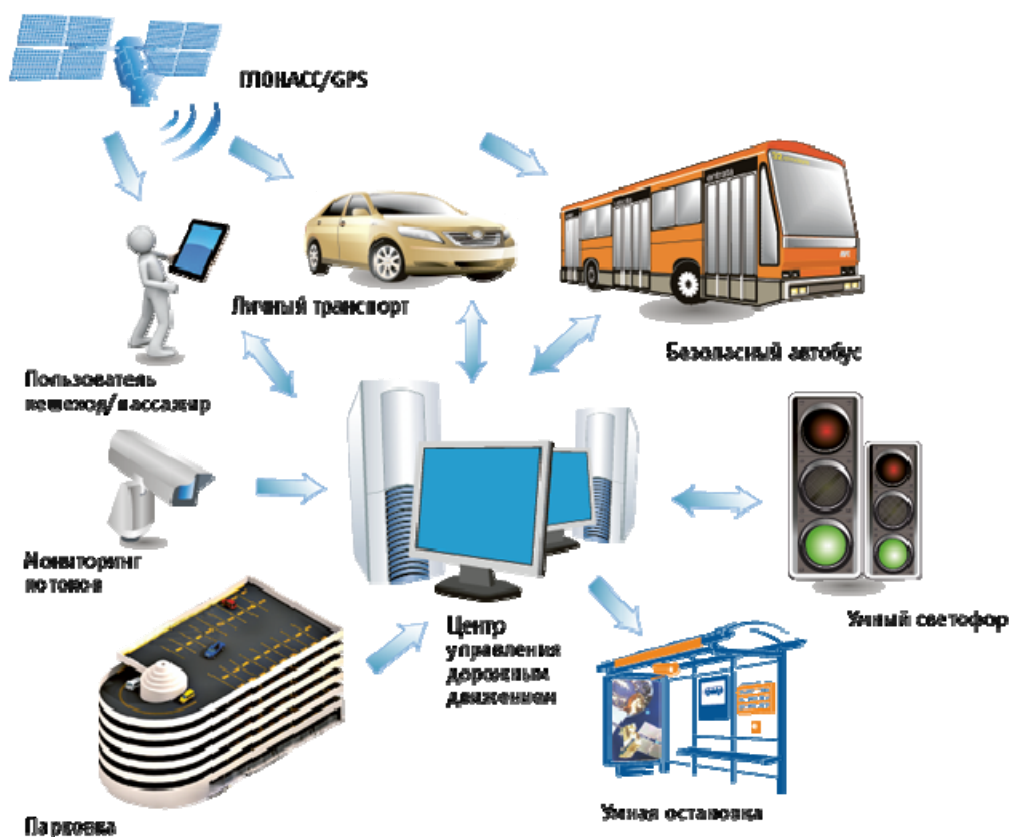 ГЛОНАСС/GPS
Личный транспорт
Безопасный автобус
Пользователь
пешеход/пассажир
Мониторинг
потоков
Умный светофор
Центр
управления
дорожным
движением
Умная остановка
Парковка